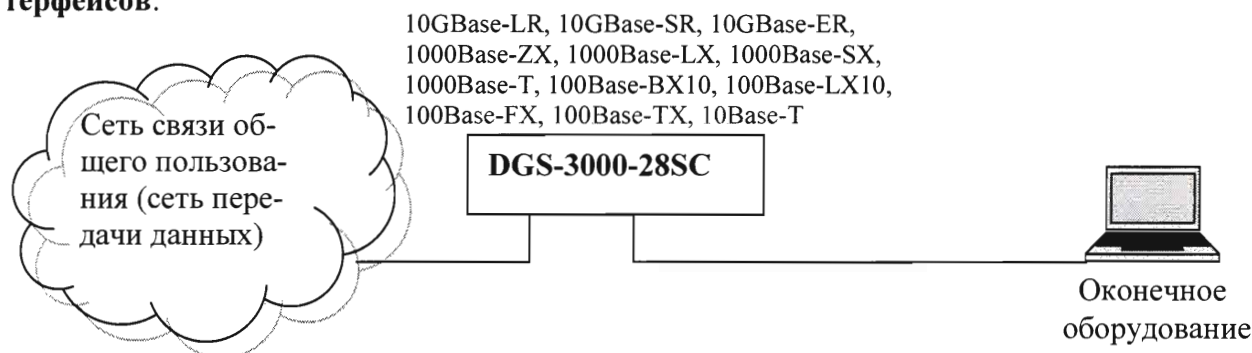 терфейсов:
10GBase-LR, 10GBase-SR, 10GBase-ER,
1000Base-ZX, 1000Base-LX, 1000Base-SX,
1000Base-T, 100Base-BX10, 100Base-LX10,
100Base-FX, 100Base-TX, 10Base-T
Сеть связи об-
щего пользова-
ния (сеть пере-
дачи данных)
DGS-3000-28SC
Оконечное
оборудование